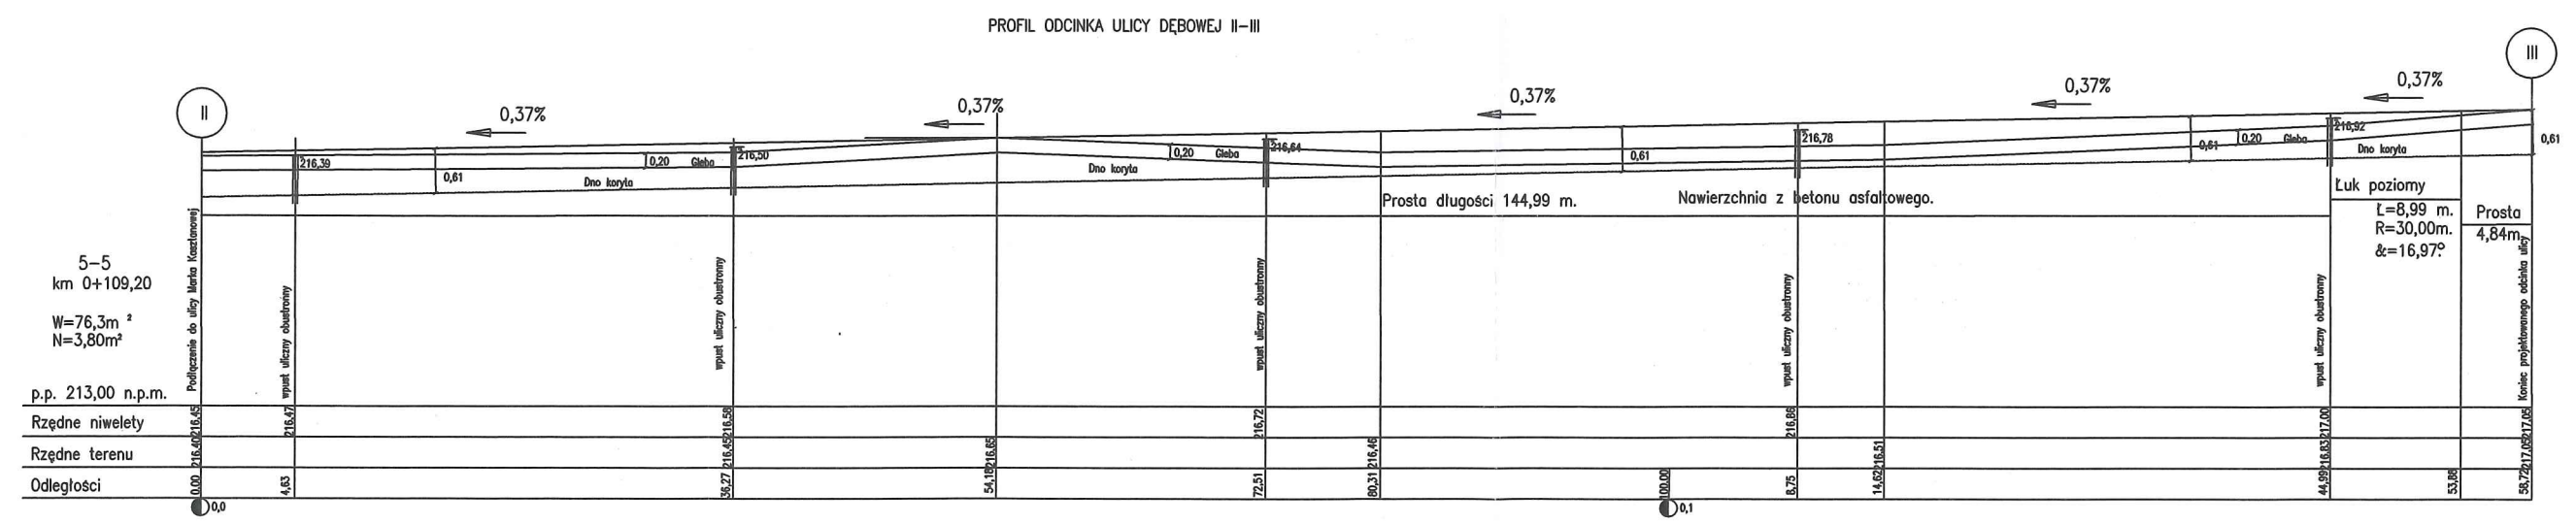 PROFIL ODCINKA ULICY DĘBOWEJ II-III
II
III
0,37%
0,37%
0,37%
0,37%
0,37%
216,39
0,61
0,20 Gleba
Dno koryta
216,50
0,20 Gleba
Dno koryta
216,64
0,61
216,78
0,61
0,20 Gleba
216,92
Dno koryta
0,61
Prosta długości 144,99 m.
Nawierzchnia z betonu asfaltowego.
Łuk poziomy
Ł=8,99 m.
R=30,00m.
&=16,97°
Prosta
4,84m
5-5
km 0+109,20
W=76,3m ²
N=3,80m²
p.p. 213,00 n.p.m.
Podłączenie do ulicy Marka Kasztanowej
wpust uliczny obustronny
wpust uliczny obustronny
wpust uliczny obustronny
wpust uliczny obustronny
wpust uliczny obustronny
Koniec projektowanego odcinka ulicy
Rzędne niwelety 216,45 216,47 216,58 216,72 216,86 217,00 217,05
Rzędne terenu 216,40 216,45 216,65 216,46 216,51 216,83 217,05
Odległości 0,00 4,63 36,27 54,18 72,51 80,31 100,00 8,75 14,62 44,99 53,88 58,72
0,0
0,1